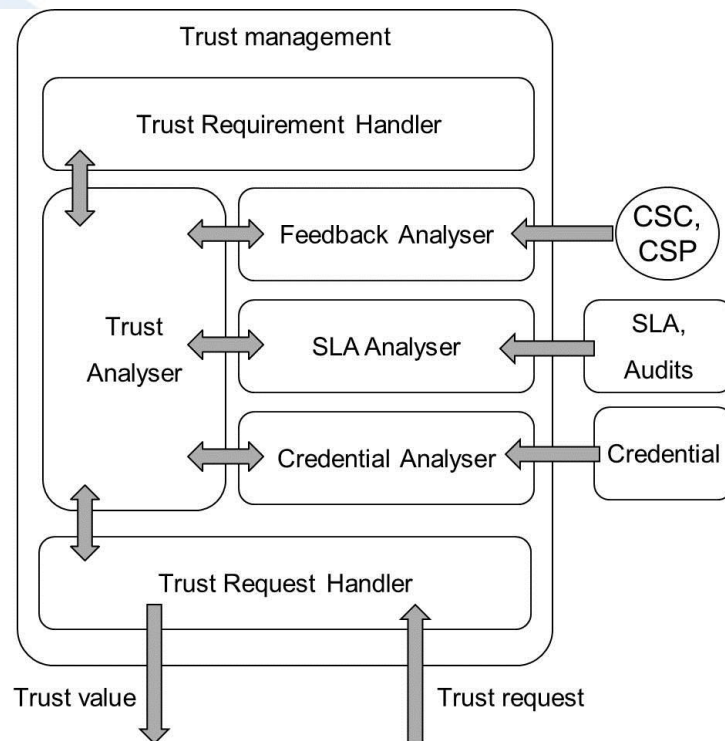 Trust management
Trust Requirement Handler
Feedback Analyser
CSC,
CSP
Trust
Analyser
SLA Analyser
SLA,
Audits
Credential Analyser
Credential
Trust Request Handler
Trust value
Trust request